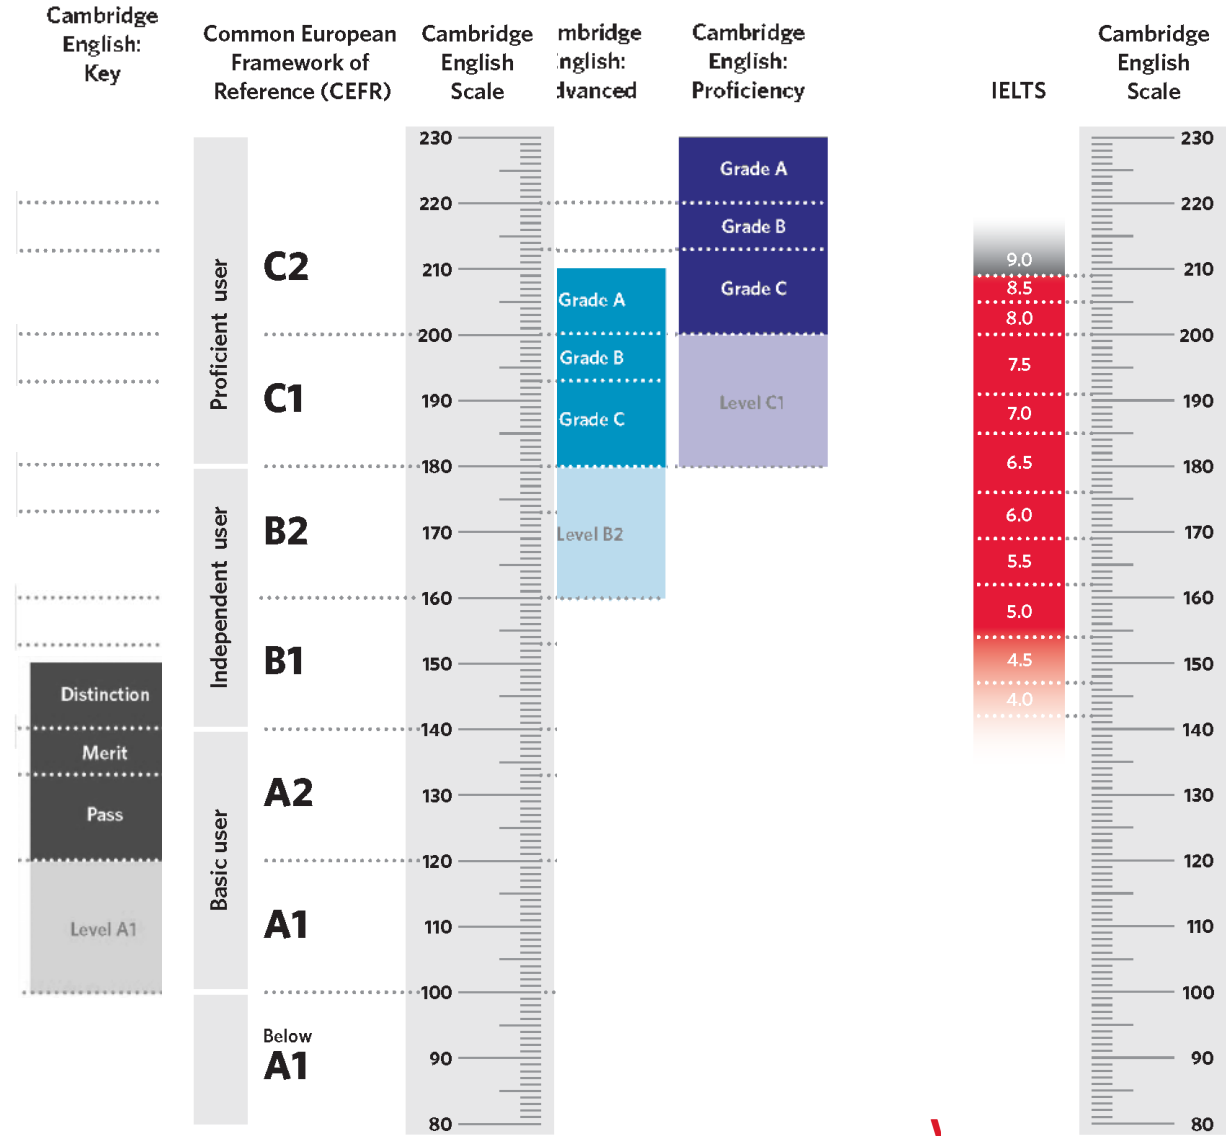 Cambridge
English:
Key
Common European
Framework of
Reference (CEFR)
Cambridge
English
Scale
mbridge
nglish:
dvanced
Cambridge
English:
Proficiency
IELTS
Cambridge
English
Scale
Distinction
Merit
Pass
Level A1
Proficient user
Independent user
Basic user
C2
C1
B2
B1
A2
A1
Below
A1
230
220
210
200
190
180
170
160
150
140
130
120
110
100
90
80
Grade A
Grade B
Grade C
Level B2
Grade A
Grade B
Grade C
Level C1
9.0
8.5
8.0
7.5
7.0
6.5
6.0
5.5
5.0
4.5
4.0
230
220
210
200
190
180
170
160
150
140
130
120
110
100
90
80